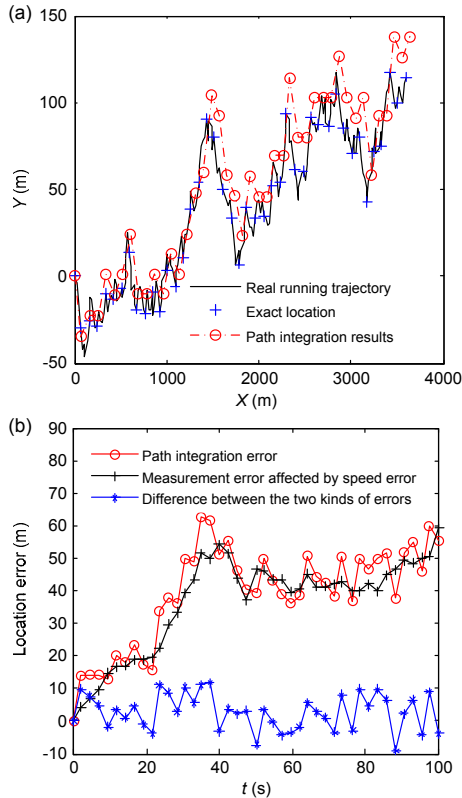 (a)
150
100
50
0
-50
Y (m)
Real running trajectory
Exact location
Path integration results
0 1000 2000 3000 4000
X (m)
(b)
90
80
70
60
50
40
30
20
10
0
-10
Location error (m)
Path integration error
Measurement error affected by speed error
Difference between the two kinds of errors
0 20 40 60 80 100
t (s)